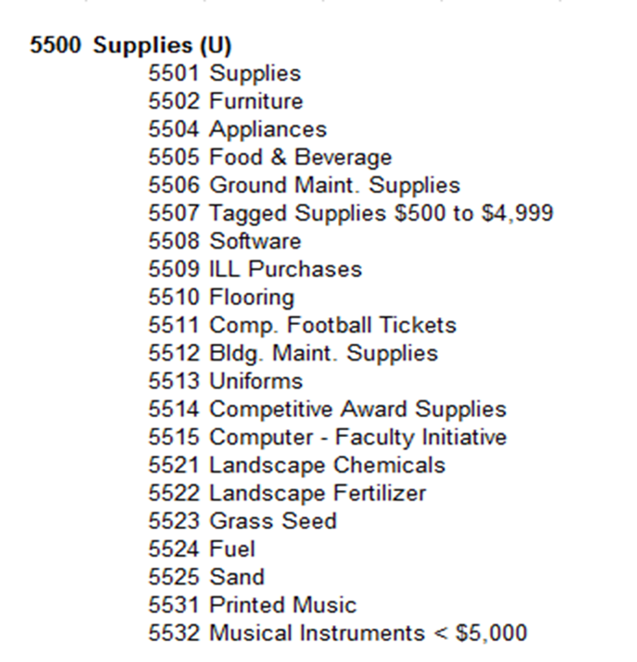 5500 Supplies (U)
5501 Supplies
5502 Furniture
5504 Appliances
5505 Food & Beverage
5506 Ground Maint. Supplies
5507 Tagged Supplies $500 to $4,999
5508 Software
5509 ILL Purchases
5510 Flooring
5511 Comp. Football Tickets
5512 Bldg. Maint. Supplies
5513 Uniforms
5514 Competitive Award Supplies
5515 Computer - Faculty Initiative
5521 Landscape Chemicals
5522 Landscape Fertilizer
5523 Grass Seed
5524 Fuel
5525 Sand
5531 Printed Music
5532 Musical Instruments < $5,000